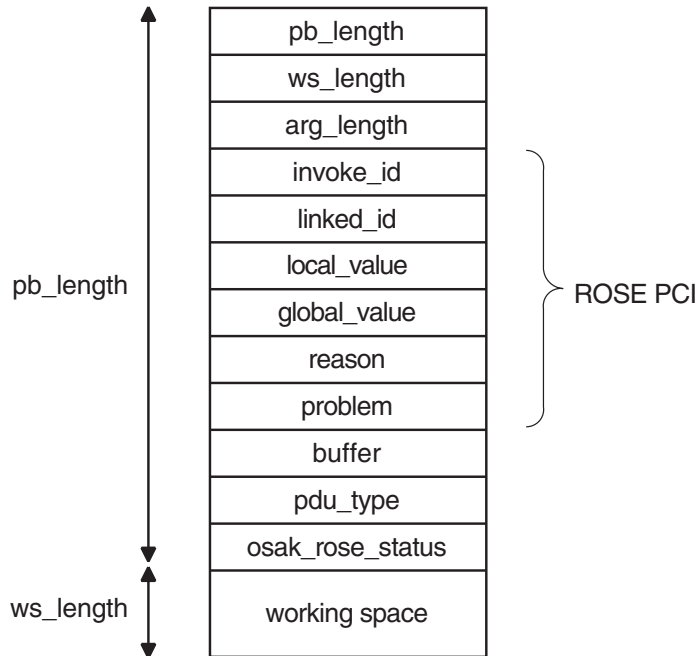 pb_length
ws_length
arg_length
invoke_id
linked_id
local_value
pb_length
global_value
ROSE PCI
reason
problem
buffer
pdu_type
osak_rose_status
ws_length
working space